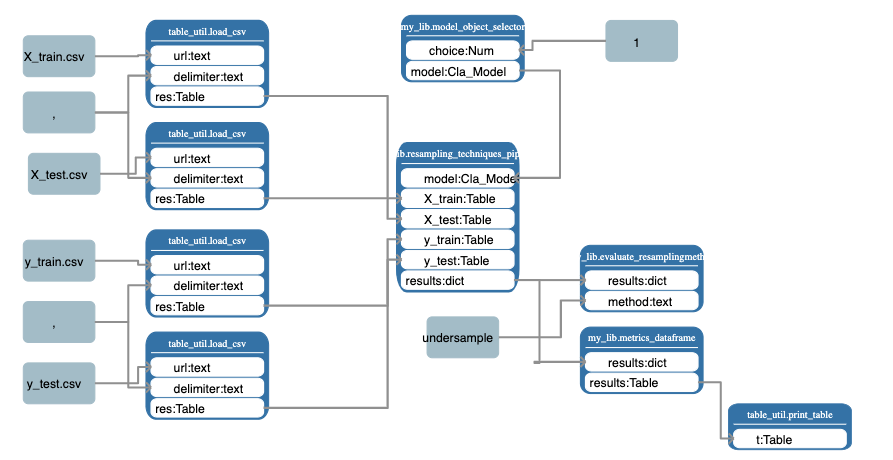 X_train.csv
,
X_test.csv
y_train.csv
,
y_test.csv
table_util.load_csv
url:text
delimiter:text
res:Table
table_util.load_csv
url:text
delimiter:text
res:Table
table_util.load_csv
url:text
delimiter:text
res:Table
table_util.load_csv
url:text
delimiter:text
res:Table
my_lib.model_object_selector
choice:Num
model:Cla_Model
1
ib.resampling_techniques_pip
model:Cla_Mode
X_train:Table
X_test:Table
y_train:Table
y_test:Table
results:dict
undersample
_lib.evaluate_resamplingmeth
results:dict
method:text
my_lib.metrics_dataframe
results:dict
results:Table
table_util.print_table
t:Table